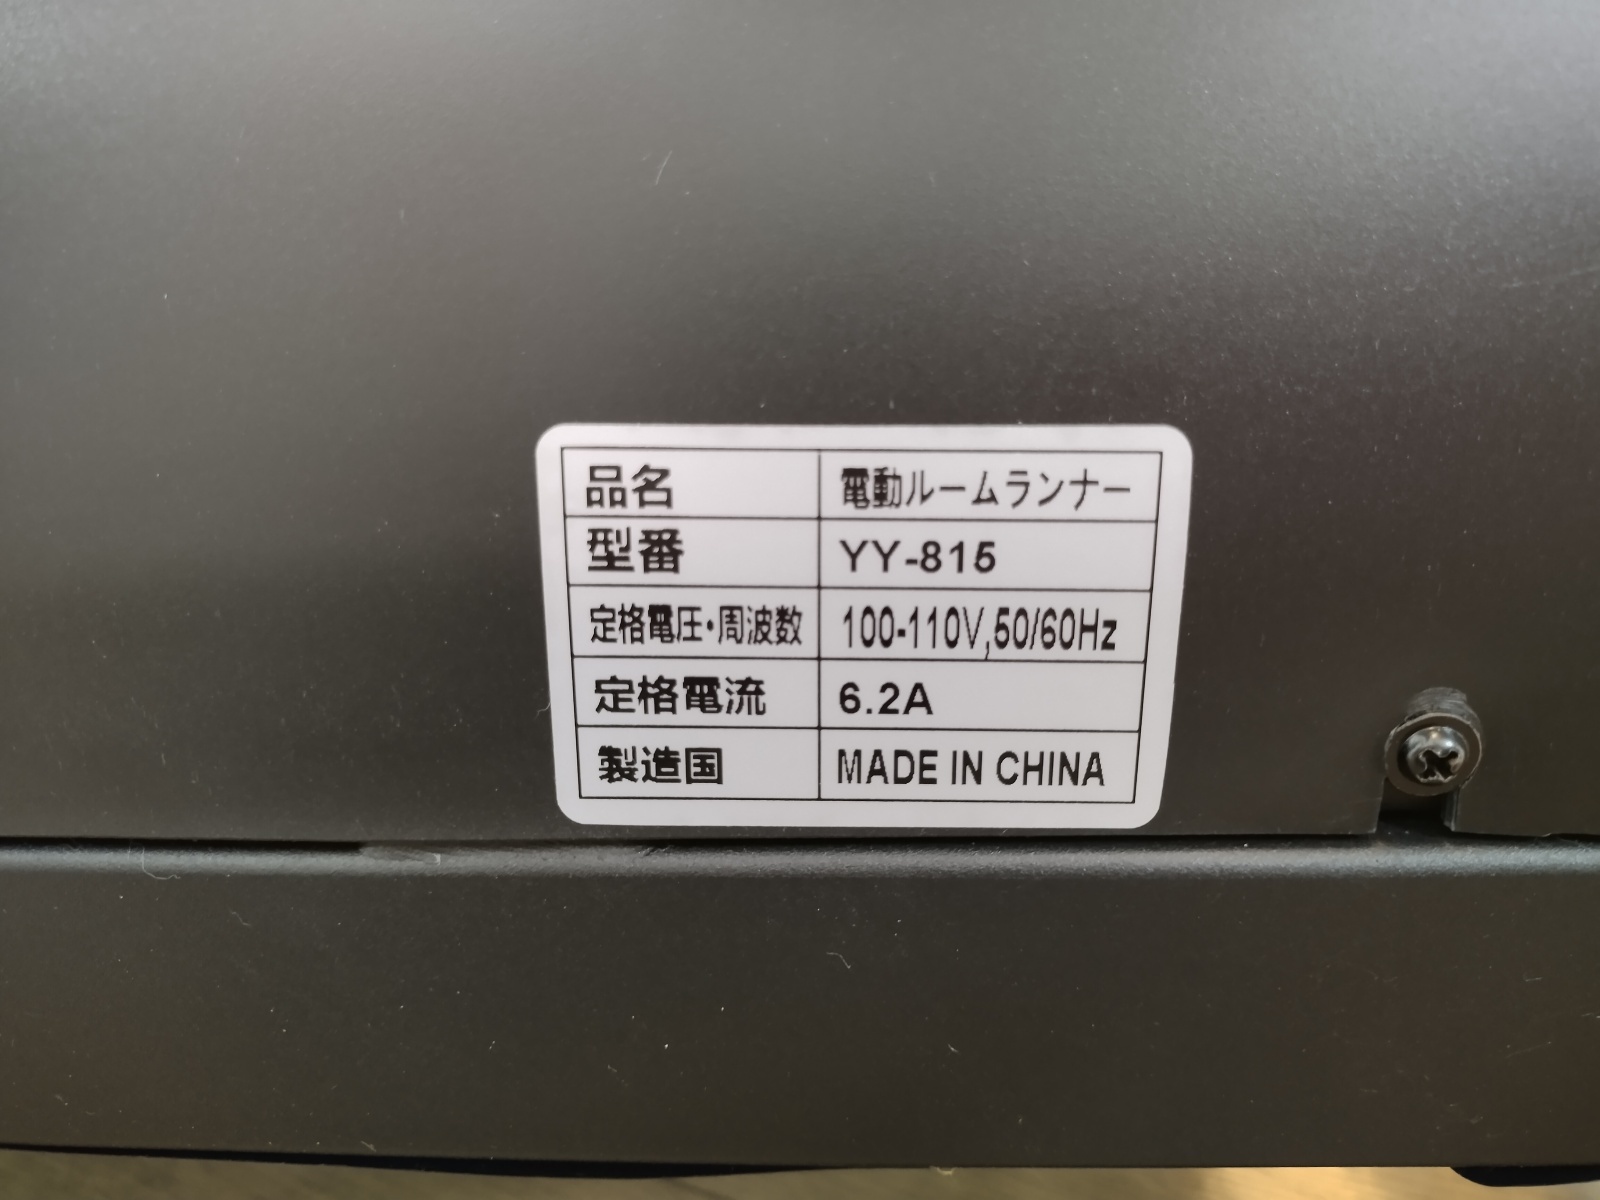 品名 電動ルームランナー
型番 YY-815
定格電圧・周波数 100-110V,50/60Hz
定格電流 6.2A
製造国 MADE IN CHINA